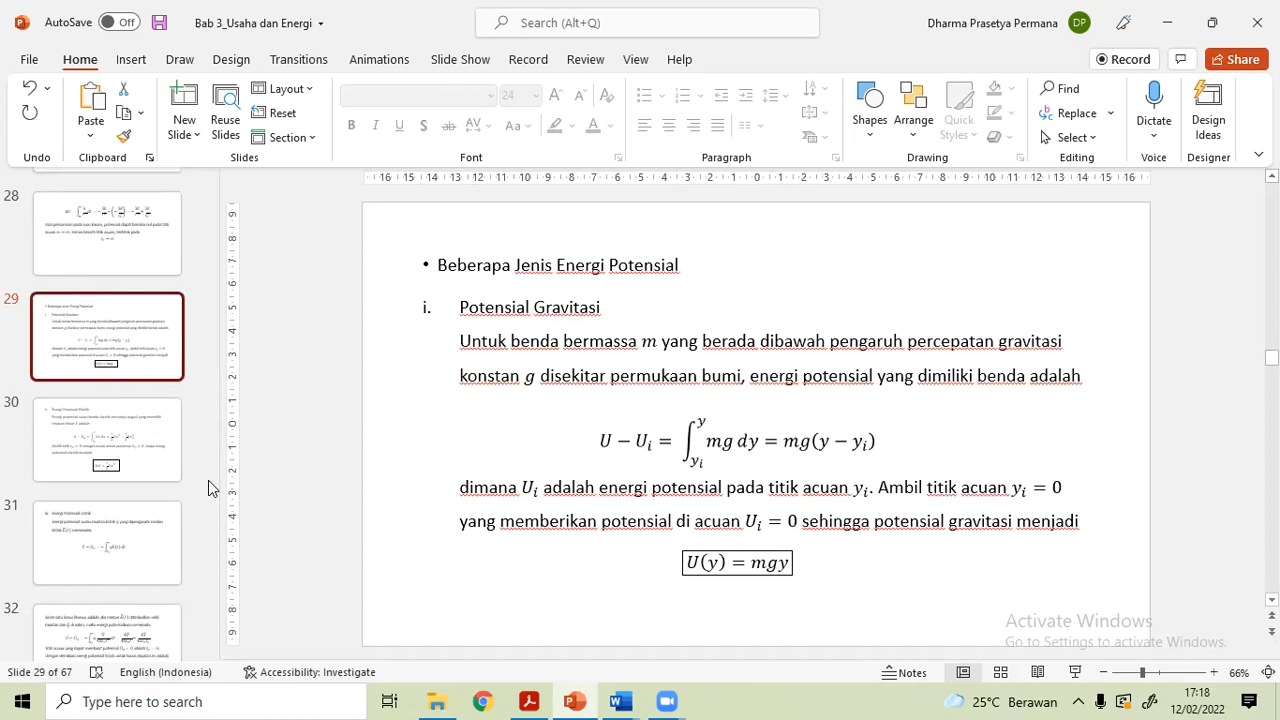 AutoSave Off Bab 3_Usaha dan Energi Search (Alt+Q) Dharma Prasetya Permana DP
File Home Insert Draw Design Transitions Animations Slide Show Review View Help Record Share
Layout Find
Reset Replace
Paste New Slide Reuse Slides Section Shapes Arrange Quick Styles Select Dictate Design Ideas
Undo Clipboard Slides Font Paragraph Drawing Editing Voice Designer
28
29
30
31
32
• Beberapa Jenis Energi Potensial
i. Potensial Gravitasi
Untuk benda bermassa m yang berada dibawah pengaruh percepatan gravitasi
konstan g disekitar permukaan bumi, energi potensial yang dimiliki benda adalah
U − U_i = ∫_{y_i}^{y} mg dy = mg(y − y_i)
dimana U_i adalah energi potensial pada titik acuan y_i. Ambil titik acuan y_i = 0
yang memberikan potensial di acuan U_i = 0 sehingga potensial gravitasi menjadi
U(y) = mgy
Activate Windows
Go to Settings to activate Windows.
Slide 29 of 67 English (Indonesia) Accessibility: Investigate Notes 66%
Type here to search 25°C Berawan 17:18
12/02/2022